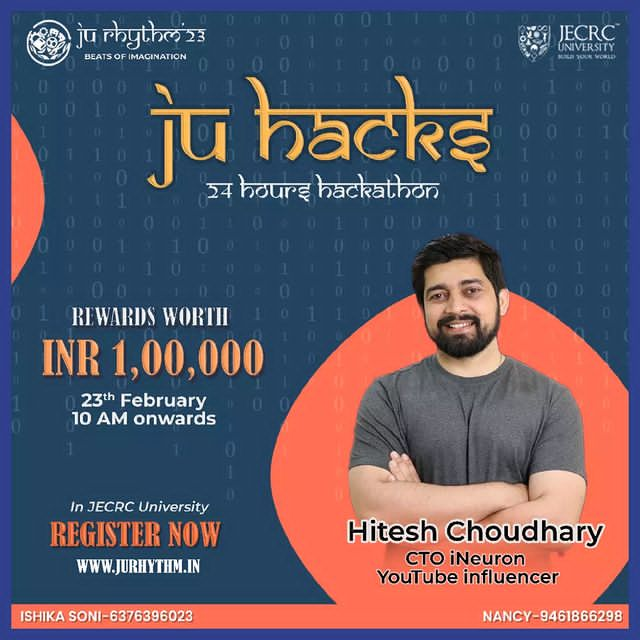 ju rhythm'23
BEATS OF IMAGINATION
JECRC
UNIVERSITY
BUILD YOUR WORLD
ju hacks
24 hours hackathon
REWARDS WORTH
INR 1,00,000
23th February
10 AM onwards
In JECRC University
REGISTER NOW
WWW.JURHYTHM.IN
Hitesh Choudhary
CTO iNeuron
YouTube influencer
ISHIKA SONI-6376396023
NANCY-9461866298